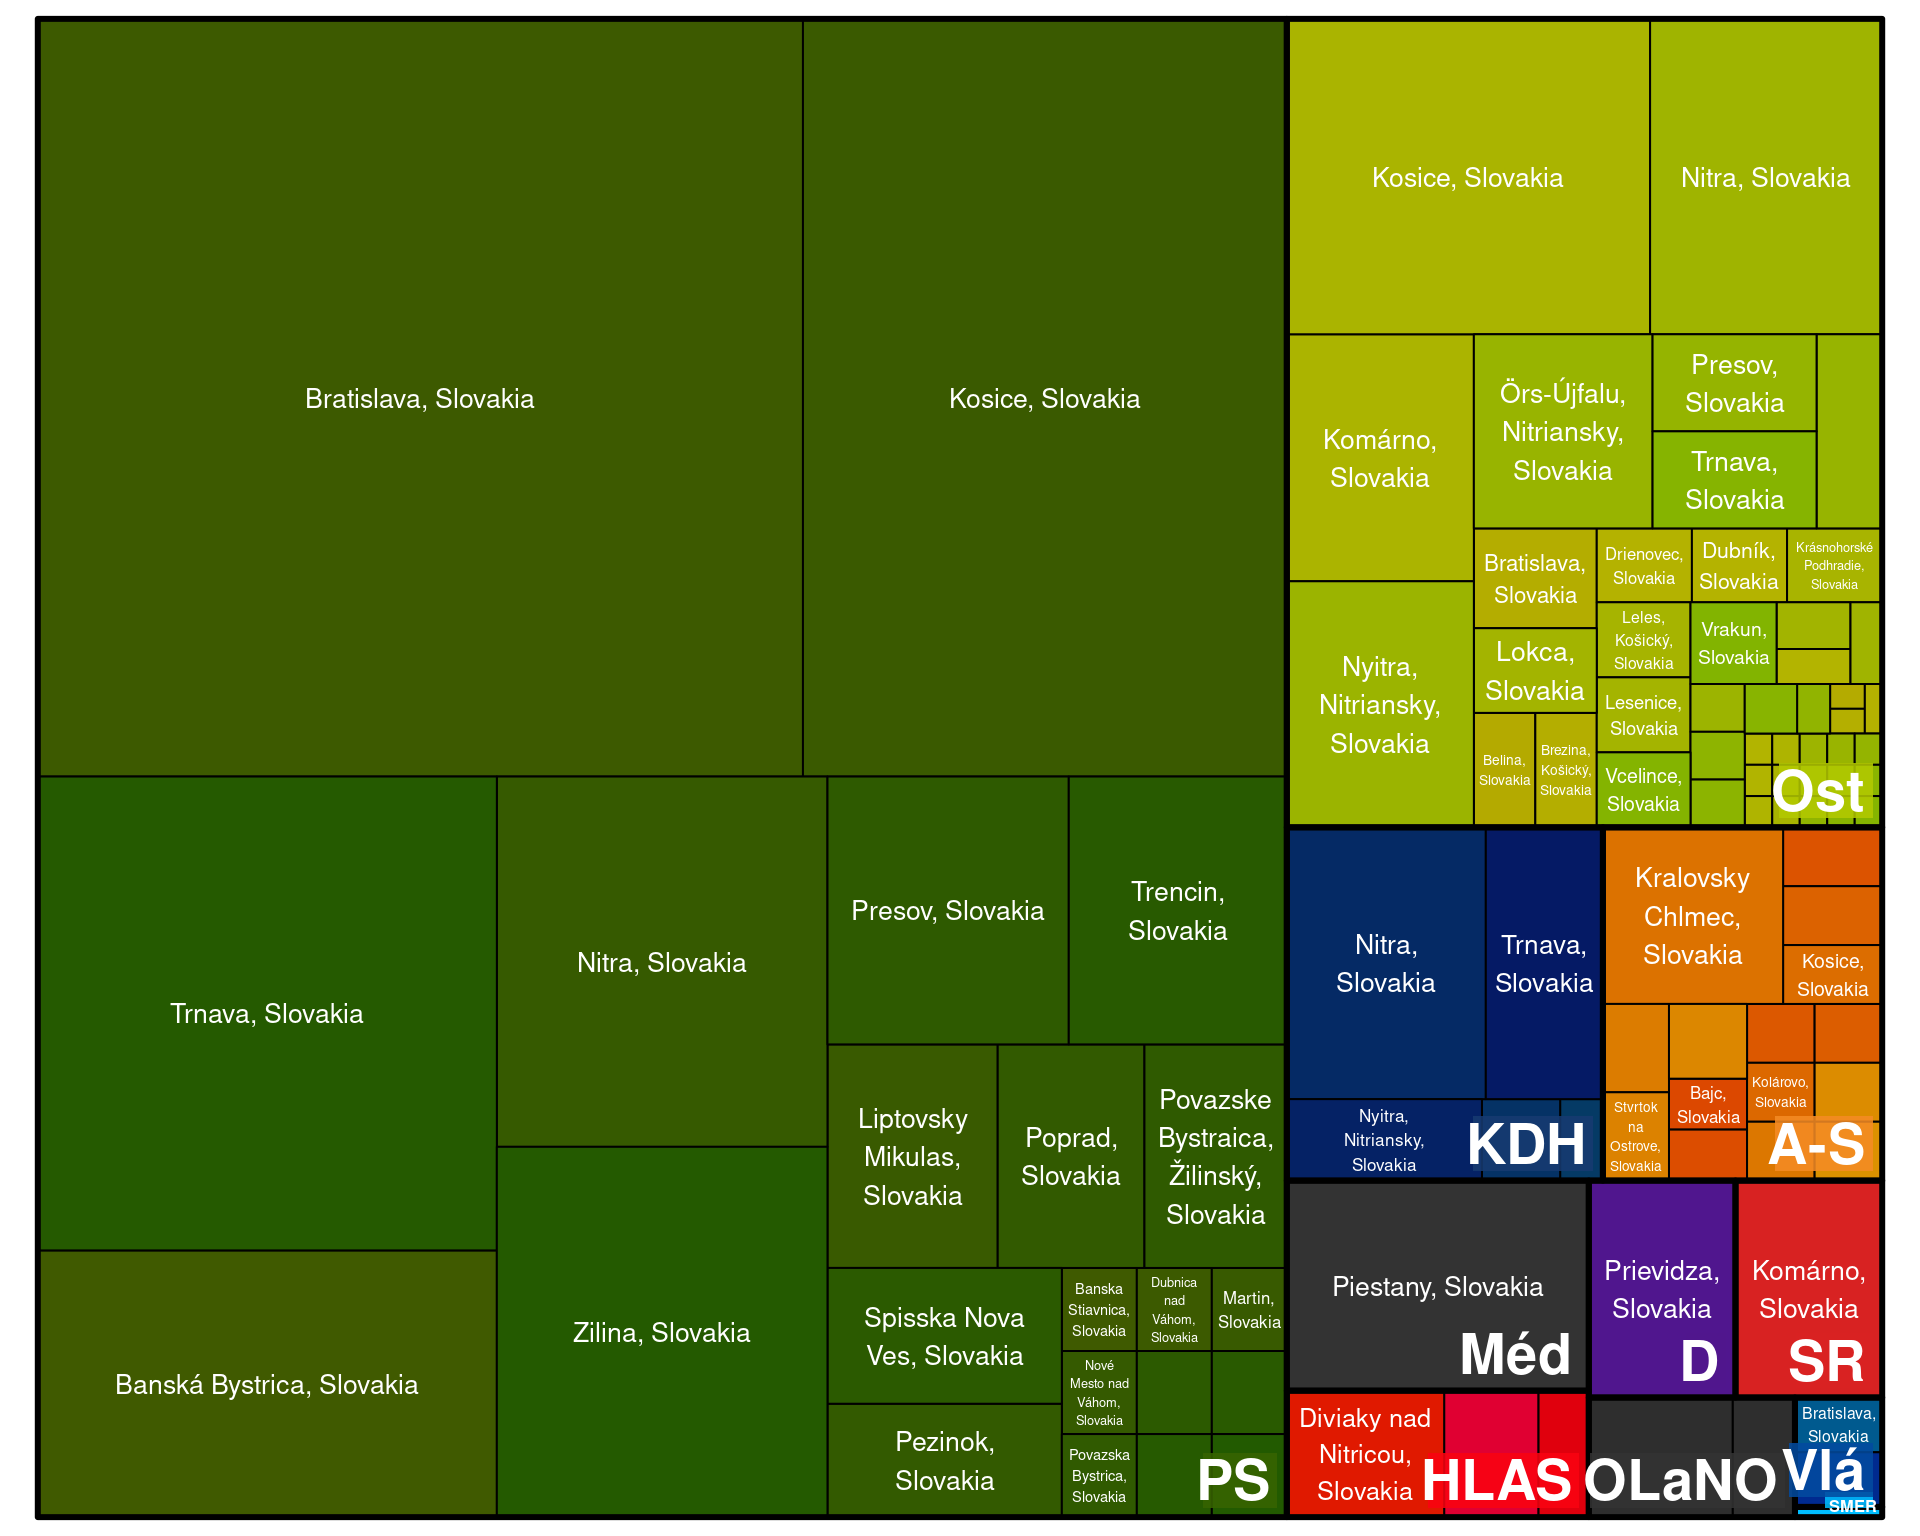 Bratislava, Slovakia
Kosice, Slovakia
Trnava, Slovakia
Banská Bystrica, Slovakia
Nitra, Slovakia
Zilina, Slovakia
Presov, Slovakia
Trencin,
Slovakia
Liptovsky
Mikulas,
Slovakia
Poprad,
Slovakia
Povazske
Bystraica,
Žilinský,
Slovakia
Spisska Nova
Ves, Slovakia
Pezinok,
Slovakia
Banska
Stiavnica,
Slovakia
Dubnica
nad
Váhom,
Slovakia
Martin,
Slovakia
Nové
Mesto nad
Váhom,
Slovakia
Povazska
Bystrica,
Slovakia
PS
Kosice, Slovakia
Nitra, Slovakia
Komárno,
Slovakia
Nyitra,
Nitriansky,
Slovakia
Örs-Újfalu,
Nitriansky,
Slovakia
Presov,
Slovakia
Trnava,
Slovakia
Bratislava,
Slovakia
Lokca,
Slovakia
Belina,
Slovakia
Brezina,
Košický,
Slovakia
Drienovec,
Slovakia
Dubník,
Slovakia
Krásnohorské
Podhradie,
Slovakia
Leles,
Košický,
Slovakia
Vrakun,
Slovakia
Lesenice,
Slovakia
Vcelince,
Slovakia
Ost
Nitra,
Slovakia
Trnava,
Slovakia
Nyitra,
Nitriansky,
Slovakia
KDH
Kralovsky
Chlmec,
Slovakia
Kosice,
Slovakia
Stvrtok
na
Ostrove,
Slovakia
Bajc,
Slovakia
Kolárovo,
Slovakia
A-S
Piestany, Slovakia
Méd
Prievidza,
Slovakia
D
Komárno,
Slovakia
SR
Diviaky nad
Nitricou,
Slovakia
HLAS
OLaNO
Bratislava,
Slovakia
Vlá
SMER